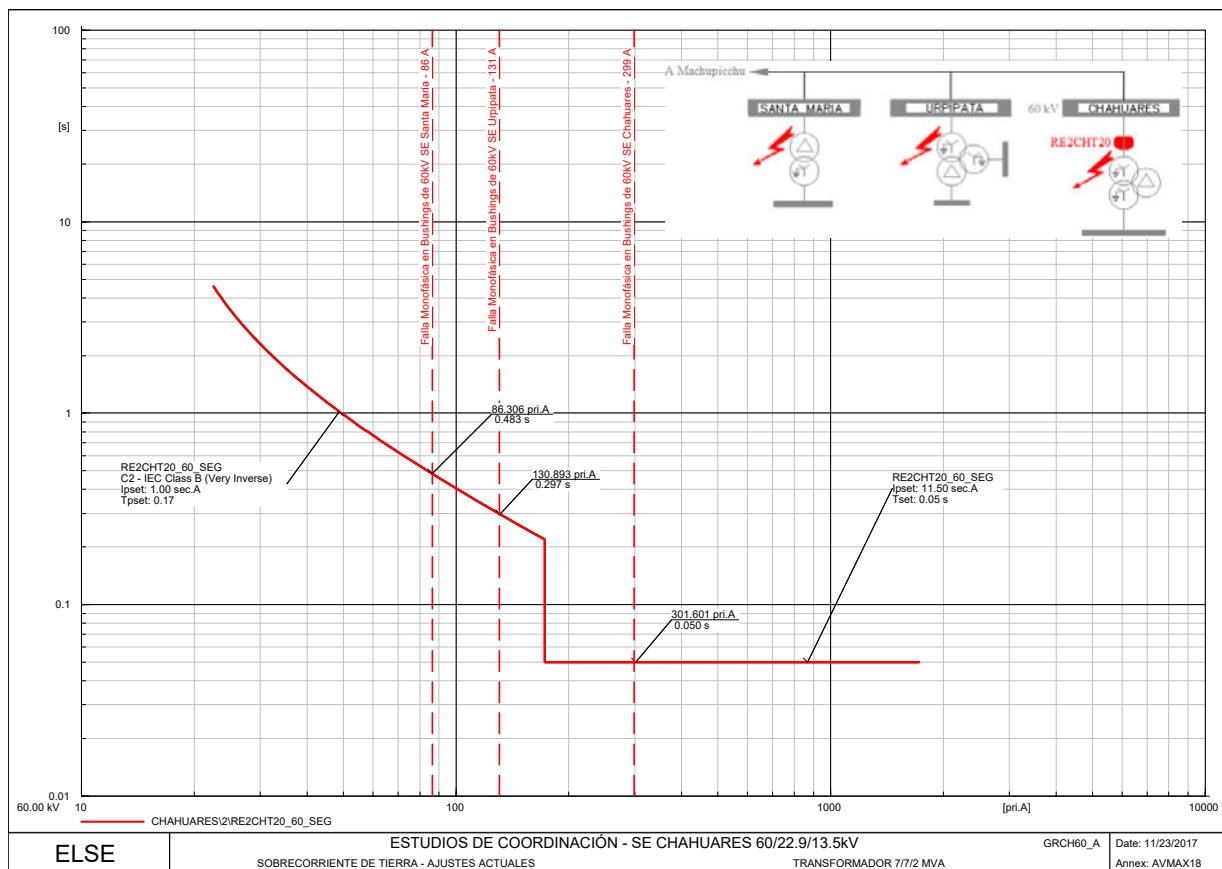 100
[s]
10
1
0.1
0.01
60.00 kV
10
100
1000
[pri.A]
10000
Falla Monofásica en Bushings de 60kV SE Santa Maria - 86 A
Falla Monofásica en Bushings de 60kV SE Urpipata - 131 A
Falla Monofásica en Bushings de 60kV SE Chahuares - 299 A
A Machupicchu
SANTA MARIA
URPIPATA
60 kV
CHAHUARES
RE2CHT20
86.306 pri.A
0.483 s
130.893 pri.A
0.297 s
RE2CHT20_60_SEG
C2 - IEC Class B (Very Inverse)
Ipset: 1.00 sec.A
Tpset: 0.17
RE2CHT20_60_SEG
Ipset: 11.50 sec.A
Tset: 0.05 s
301.601 pri.A
0.050 s
CHAHUARES\2\RE2CHT20_60_SEG
ELSE
ESTUDIOS DE COORDINACIÓN - SE CHAHUARES 60/22.9/13.5kV
SOBRECORRIENTE DE TIERRA - AJUSTES ACTUALES
TRANSFORMADOR 7/7/2 MVA
GRCH60_A
Date: 11/23/2017
Annex: AVMAX18